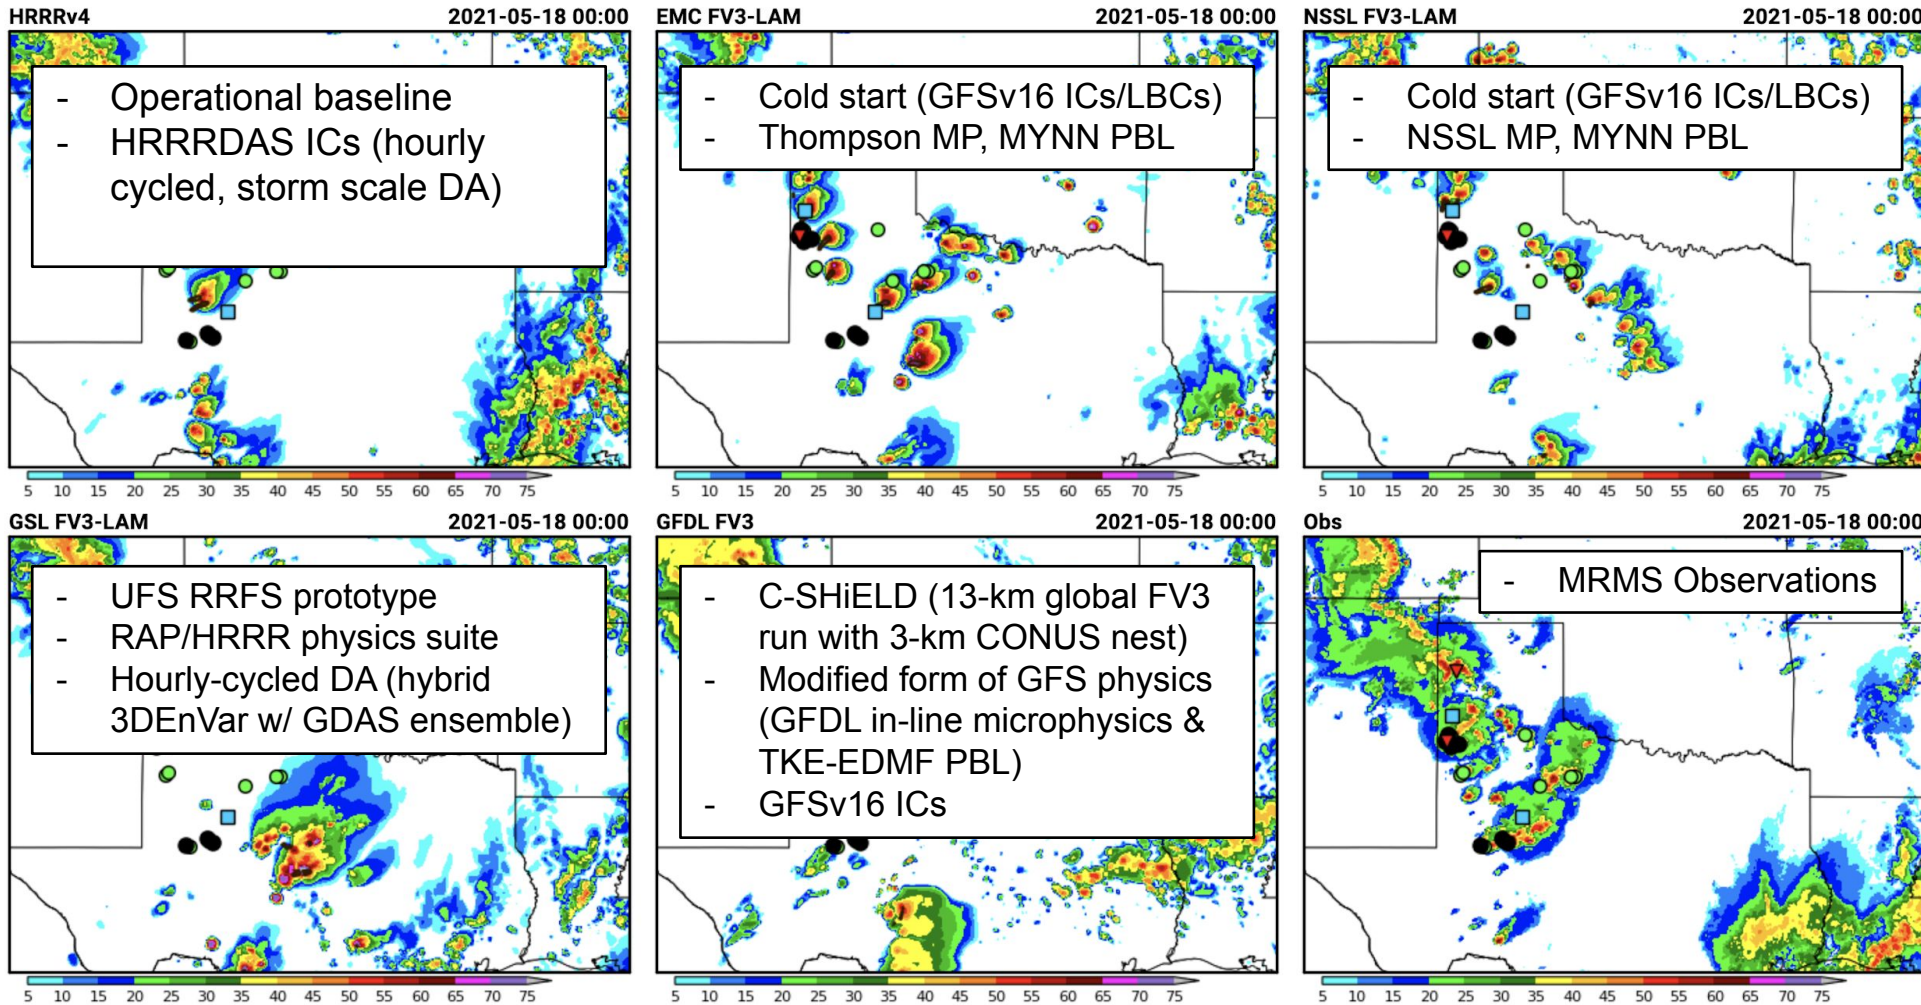 HRRRv4 2021-05-18 00:00
- Operational baseline
- HRRRDAS ICs (hourly
cycled, storm scale DA)
5 10 15 20 25 30 35 40 45 50 55 60 65 70 75
EMC FV3-LAM 2021-05-18 00:00
- Cold start (GFSv16 ICs/LBCs)
- Thompson MP, MYNN PBL
5 10 15 20 25 30 35 40 45 50 55 60 65 70 75
NSSL FV3-LAM 2021-05-18 00:00
- Cold start (GFSv16 ICs/LBCs)
- NSSL MP, MYNN PBL
5 10 15 20 25 30 35 40 45 50 55 60 65 70 75
GSL FV3-LAM 2021-05-18 00:00
- UFS RRFS prototype
- RAP/HRRR physics suite
- Hourly-cycled DA (hybrid
3DEnVar w/ GDAS ensemble)
5 10 15 20 25 30 35 40 45 50 55 60 65 70 75
GFDL FV3 2021-05-18 00:00
- C-SHiELD (13-km global FV3
run with 3-km CONUS nest)
- Modified form of GFS physics
(GFDL in-line microphysics &
TKE-EDMF PBL)
- GFSv16 ICs
5 10 15 20 25 30 35 40 45 50 55 60 65 70 75
Obs 2021-05-18 00:00
- MRMS Observations
5 10 15 20 25 30 35 40 45 50 55 60 65 70 75